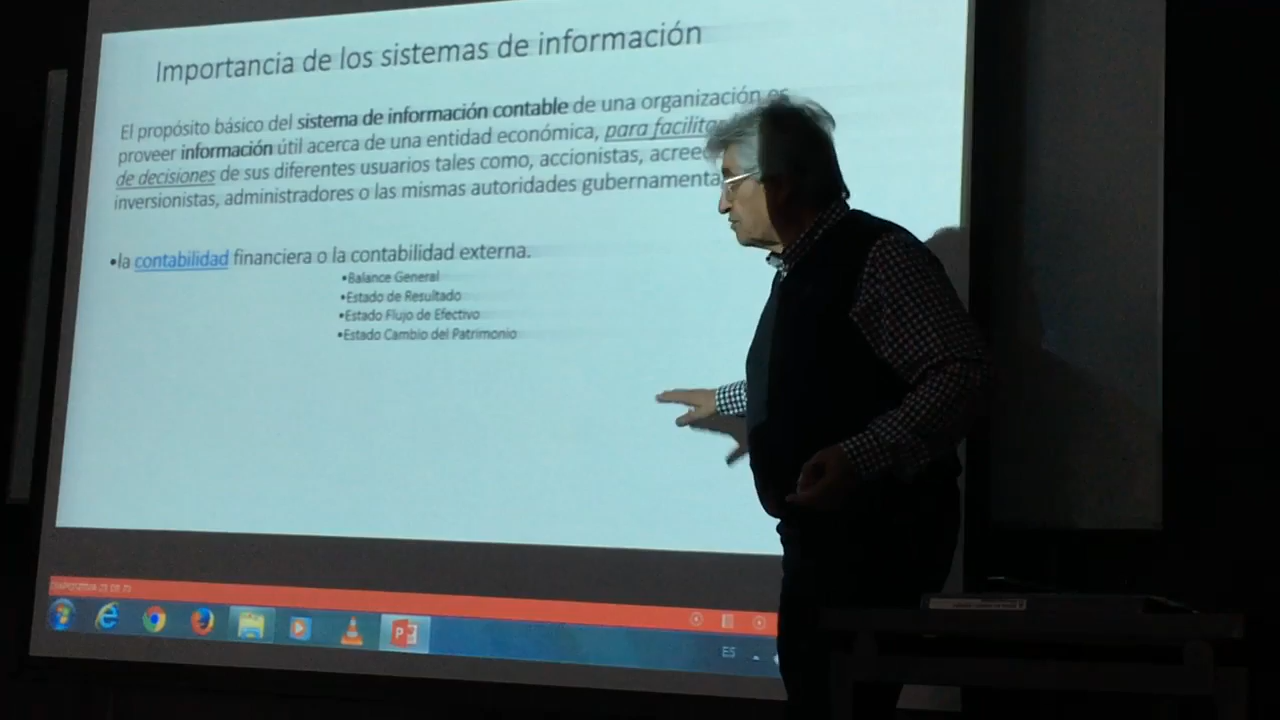 Importancia de los sistemas de información
El propósito básico del sistema de información contable de una organización es
proveer información útil acerca de una entidad económica, para
de decisiones de sus diferentes usuarios tales como, accionistas,
inversionistas, administradores o las mismas autoridades
•la contabilidad financiera o la contabilidad externa.
•Balance General
•Estado de Resultado
•Estado Flujo de Efectivo
•Estado Cambio del Patrimonio
ES